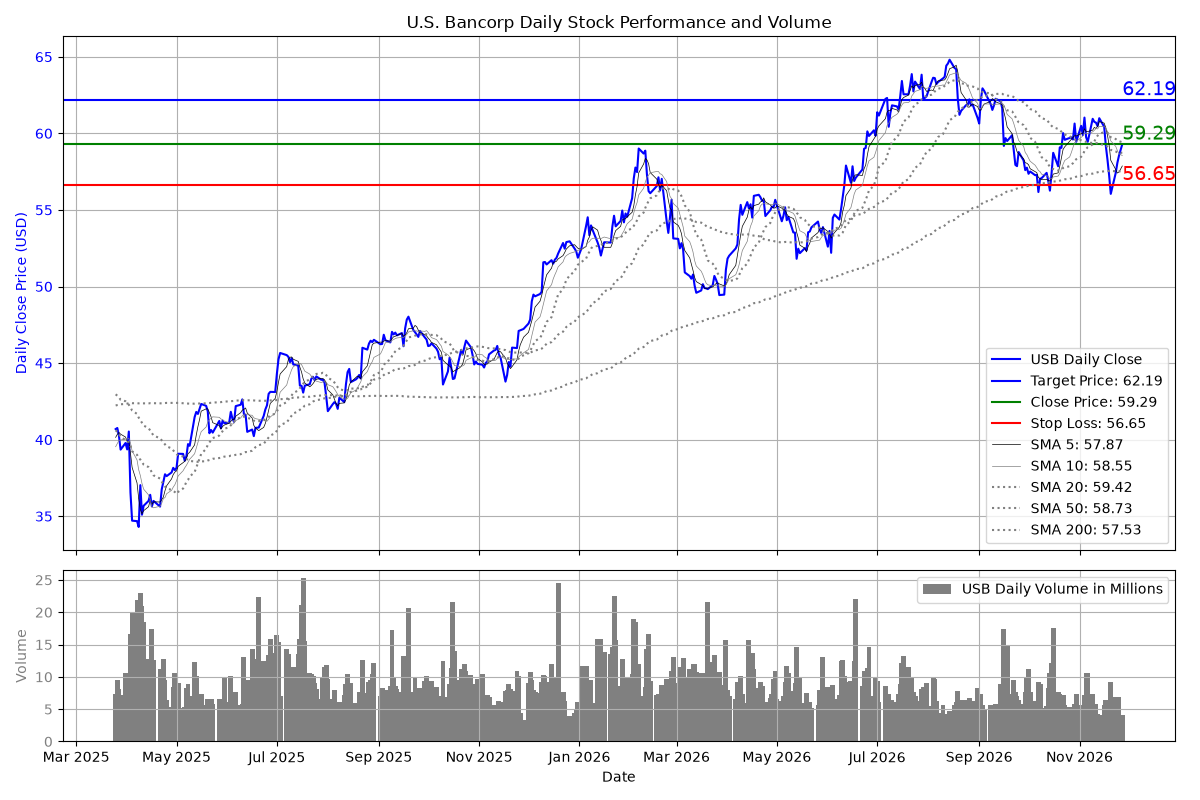 U.S. Bancorp Daily Stock Performance and Volume
Daily Close Price (USD)
65
60
55
50
45
40
35
62.19
59.29
56.65
USB Daily Close
Target Price: 62.19
Close Price: 59.29
Stop Loss: 56.65
SMA 5: 57.87
SMA 10: 58.55
SMA 20: 59.42
SMA 50: 58.73
SMA 200: 57.53
Volume
25
20
15
10
5
0
USB Daily Volume in Millions
Mar 2025 May 2025 Jul 2025 Sep 2025 Nov 2025 Jan 2026 Mar 2026 May 2026 Jul 2026 Sep 2026 Nov 2026
Date